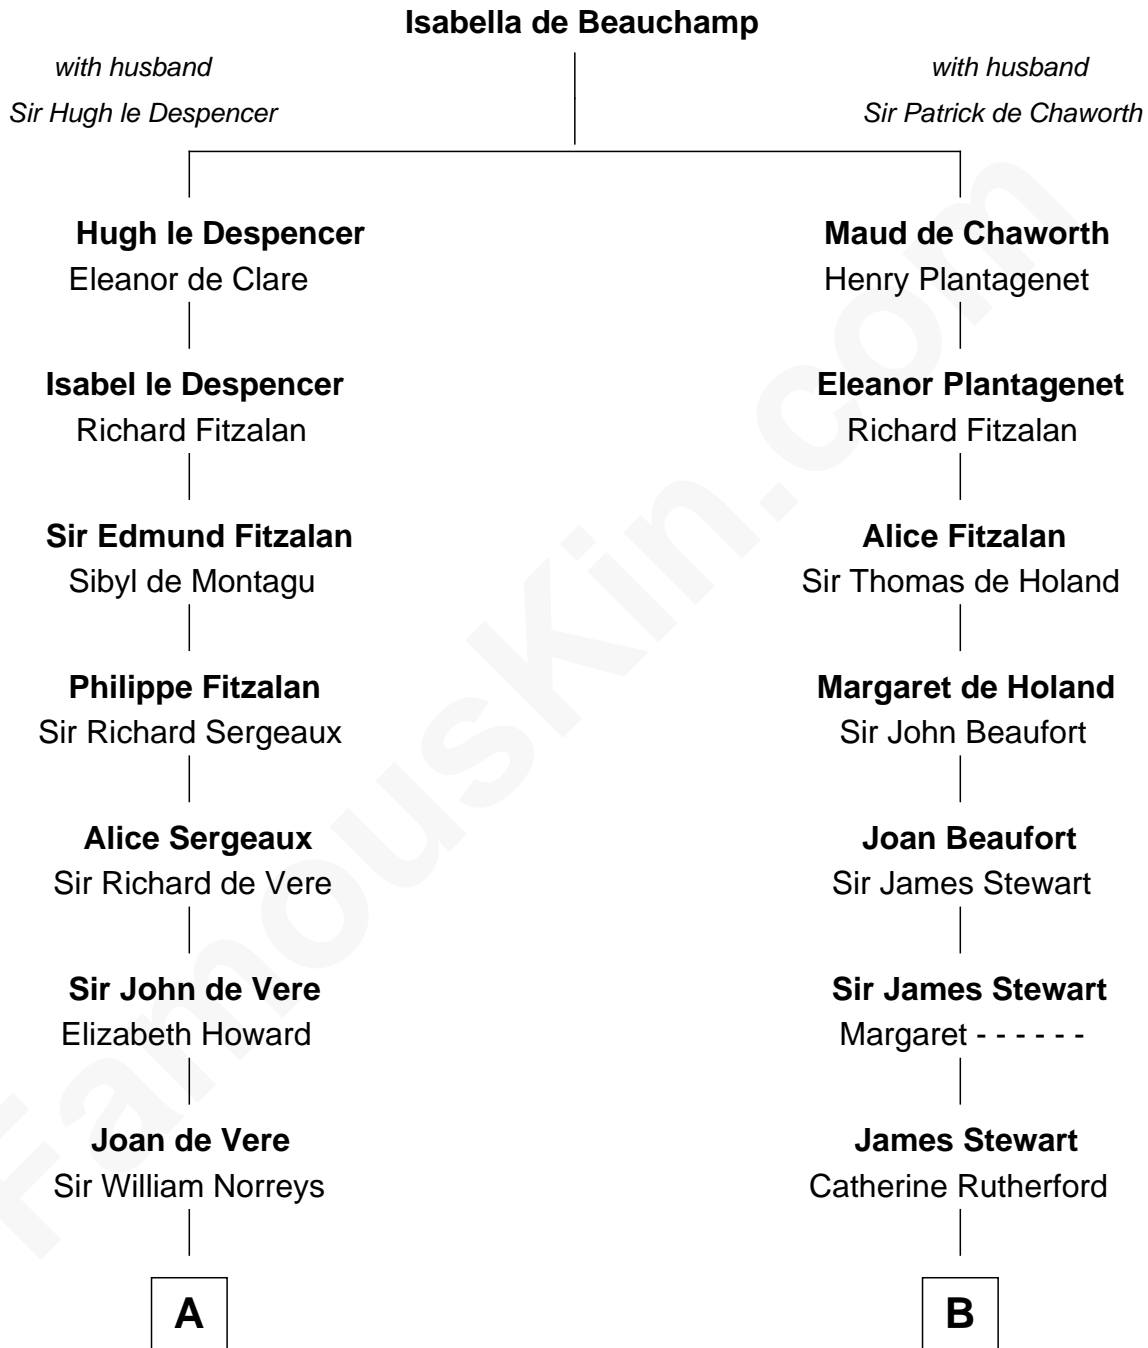 Isabella de Beauchamp
with husband
Sir Hugh le Despencer
with husband
Sir Patrick de Chaworth
Hugh le Despencer
Eleanor de Clare
Maud de Chaworth
Henry Plantagenet
Isabel le Despencer
Richard Fitzalan
Eleanor Plantagenet
Richard Fitzalan
Sir Edmund Fitzalan
Sibyl de Montagu
Alice Fitzalan
Sir Thomas de Holand
Philippe Fitzalan
Sir Richard Sergeaux
Margaret de Holand
Sir John Beaufort
Alice Sergeaux
Sir Richard de Vere
Joan Beaufort
Sir James Stewart
Sir John de Vere
Elizabeth Howard
Sir James Stewart
Margaret - - - - - -
Joan de Vere
Sir William Norreys
James Stewart
Catherine Rutherford
A
B
FamousKin.com